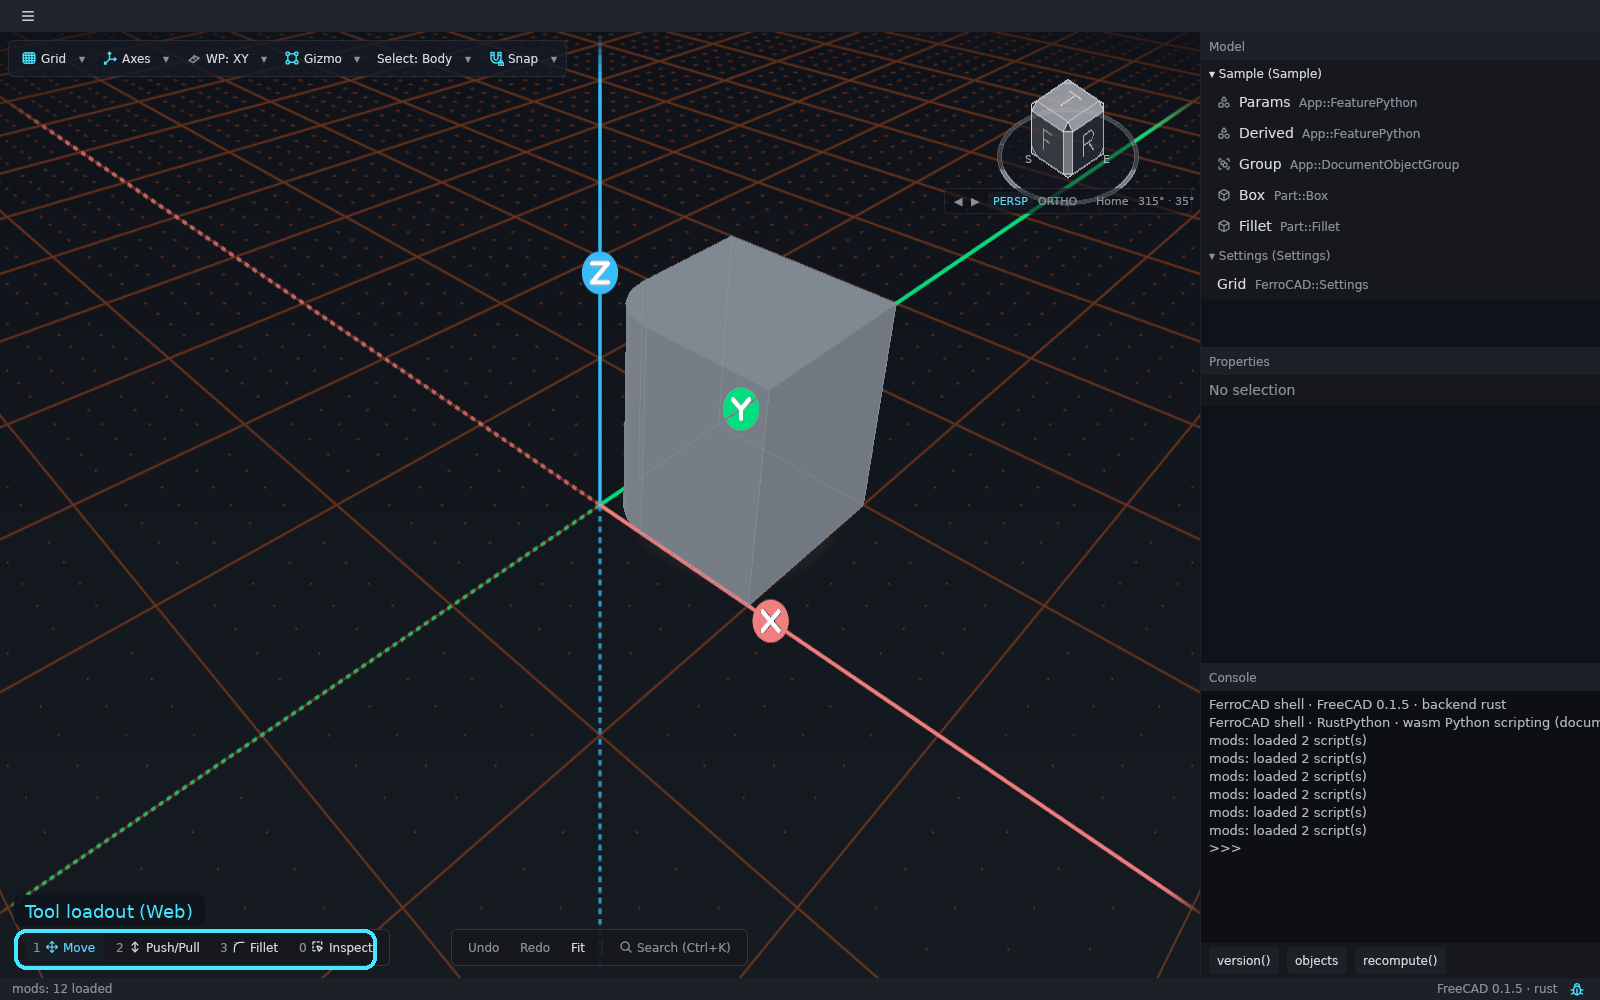 Grid
Axes
WP: XY
Gizmo
Select: Body
Snap
T
F
R
S
E
PERSP ORTHO Home 315° · 35°
Z
Y
X
Model
Sample (Sample)
Params App::FeaturePython
Derived App::FeaturePython
Group App::DocumentObjectGroup
Box Part::Box
Fillet Part::Fillet
Settings (Settings)
Grid FerroCAD::Settings
Properties
No selection
Console
FerroCAD shell · FreeCAD 0.1.5 · backend rust
FerroCAD shell · RustPython · wasm Python scripting (docum
mods: loaded 2 script(s)
mods: loaded 2 script(s)
mods: loaded 2 script(s)
mods: loaded 2 script(s)
mods: loaded 2 script(s)
mods: loaded 2 script(s)
>>>
version() objects recompute()
Tool loadout (Web)
1 Move 2 Push/Pull 3 Fillet 0 Inspect
Undo Redo Fit Search (Ctrl+K)
mods: 12 loaded
FreeCAD 0.1.5 · rust